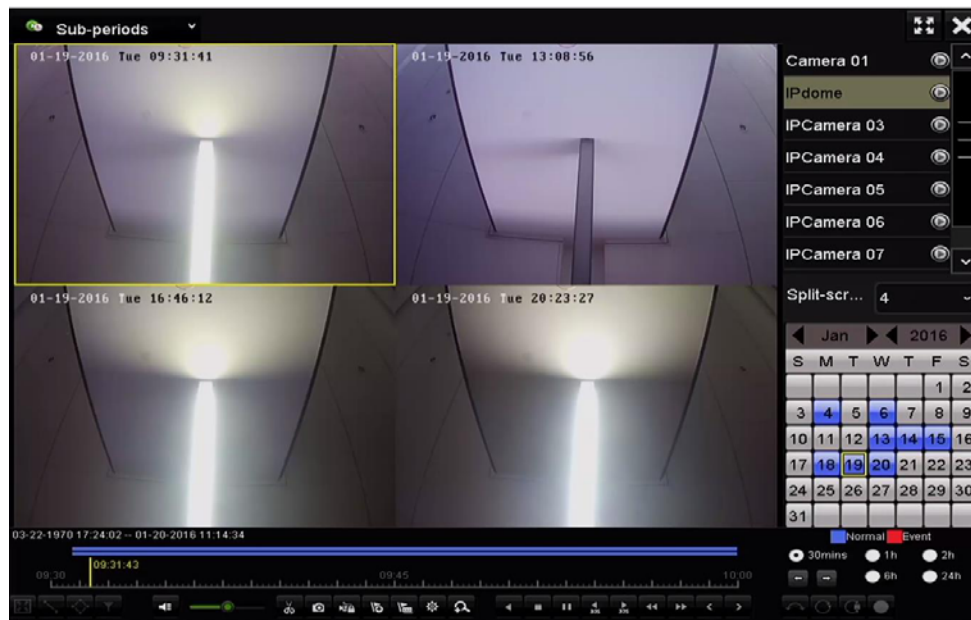 Sub-periods
01-19-2016 Tue 09:31:41
01-19-2016 Tue 13:08:56
01-19-2016 Tue 16:46:12
01-19-2016 Tue 20:23:27
Camera 01
IPdome
IPCamera 03
IPCamera 04
IPCamera 05
IPCamera 06
IPCamera 07
Split-scr... 4
Jan 2016
S M T W T F S
1 2
3 4 5 6 7 8 9
10 11 12 13 14 15 16
17 18 19 20 21 22 23
24 25 26 27 28 29 30
31
Normal Event
03-22-1970 17:24:02 -- 01-20-2016 11:14:34
09:31:43
09:30 09:45 10:00
30mins 1h 2h
6h 24h